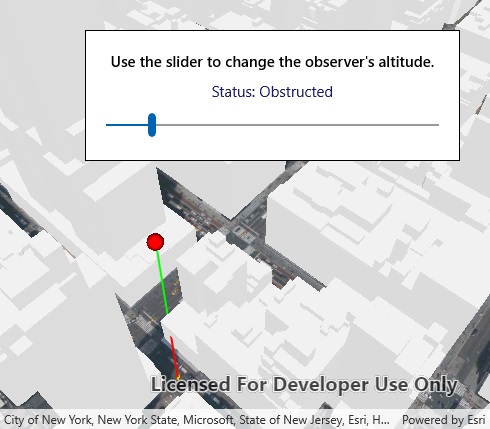 Use the slider to change the observer's altitude.
Status: Obstructed
Licensed For Developer Use Only
City of New York, New York State, Microsoft, State of New Jersey, Esri, H... Powered by Esri